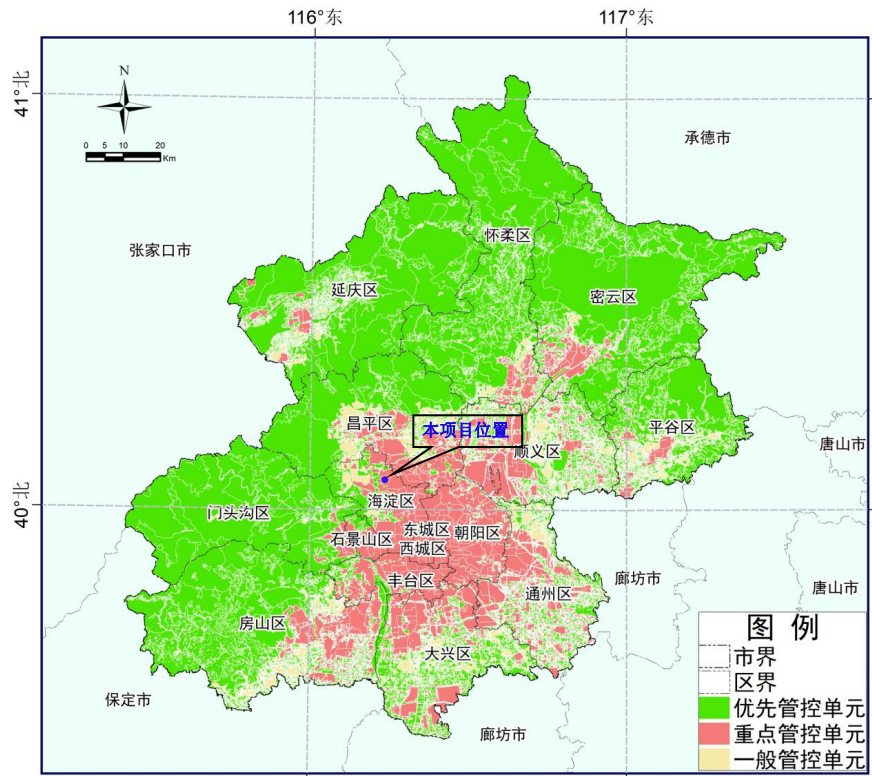 116°东
117°东
41°北
N
0 5 10 20
Km
承德市
怀柔区
张家口市
延庆区
密云区
昌平区
本项目位置
平谷区
顺义区
唐山市
40°北
海淀区
门头沟区
东城区
朝阳区
石景山区
西城区
丰台区
廊坊市
唐山市
通州区
房山区
图 例
大兴区
市界
区界
保定市
优先管控单元
廊坊市
重点管控单元
一般管控单元